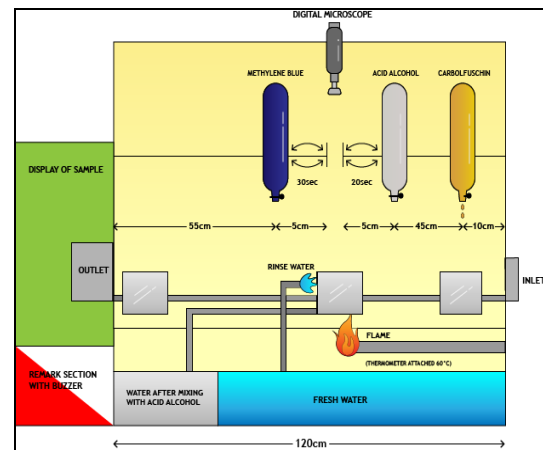 DIGITAL MICROSCOPE
METHYLENE BLUE
ACID ALCOHOL
CARBOLFUSCHIN
DISPLAY OF SAMPLE
30sec
20sec
55cm
5cm
5cm
45cm
10cm
OUTLET
RINSE WATER
INLET
FLAME
(THERMOMETER ATTACHED 60°C)
REMARK SECTION
WITH BUZZER
WATER AFTER MIXING
WITH ACID ALCOHOL
FRESH WATER
120cm